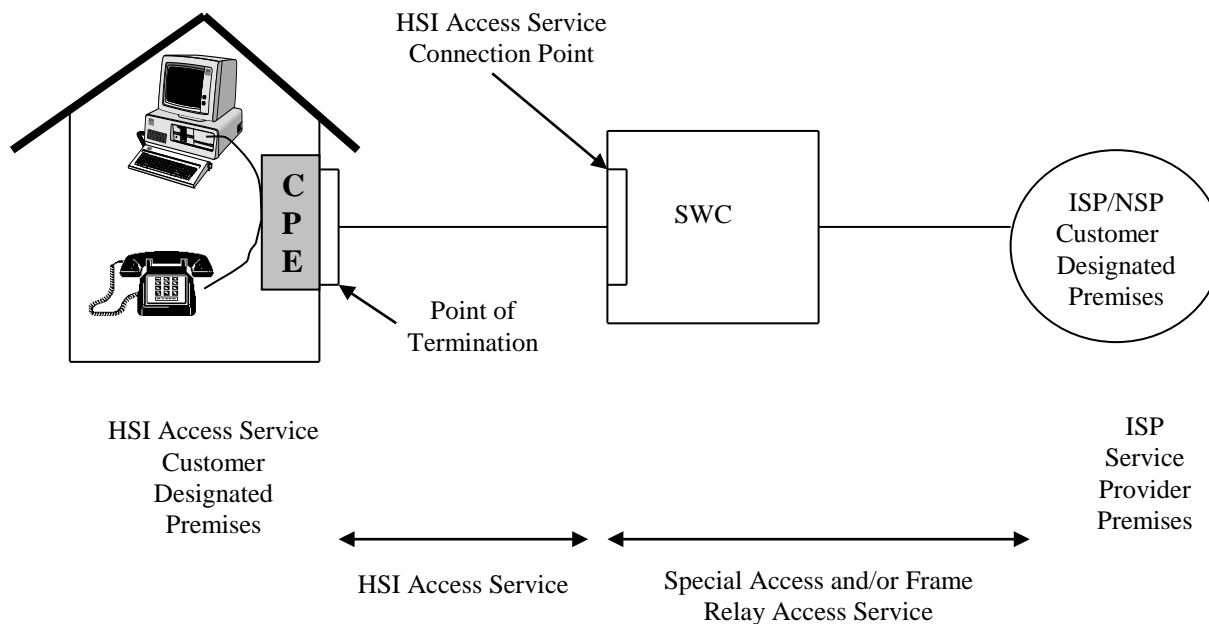 HSI Access Service
Connection Point
C
P
E
SWC
ISP/NSP
Customer
Designated
Premises
Point of
Termination
HSI Access Service
Customer
Designated
Premises
ISP
Service
Provider
Premises
HSI Access Service
Special Access and/or Frame
Relay Access Service